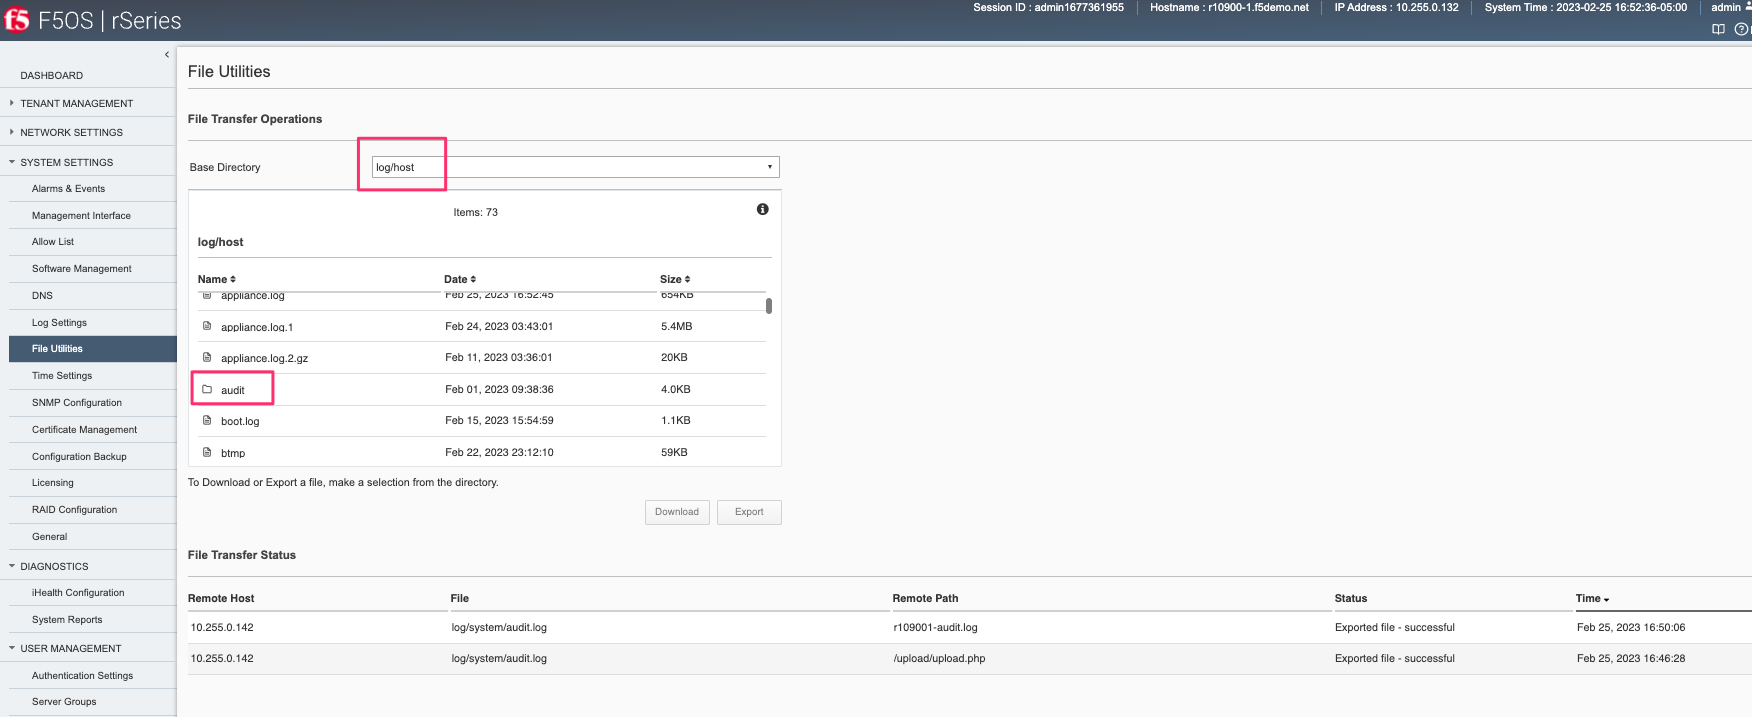 Session ID : admin1677361955 Hostname : r10900-1.f5demo.net IP Address : 10.255.0.132 System Time : 2023-02-25 16:52:36-05:00 admin
f5 F5OS | rSeries
DASHBOARD
TENANT MANAGEMENT
NETWORK SETTINGS
SYSTEM SETTINGS
Alarms & Events
Management Interface
Allow List
Software Management
DNS
Log Settings
File Utilities
Time Settings
SNMP Configuration
Certificate Management
Configuration Backup
Licensing
RAID Configuration
General
DIAGNOSTICS
iHealth Configuration
System Reports
USER MANAGEMENT
Authentication Settings
Server Groups
File Utilities
File Transfer Operations
Base Directory log/host
Items: 73
log/host
Name Date Size
appliance.log Feb 25, 2023 16:52:45 654KB
appliance.log.1 Feb 24, 2023 03:43:01 5.4MB
appliance.log.2.gz Feb 11, 2023 03:36:01 20KB
audit Feb 01, 2023 09:38:36 4.0KB
boot.log Feb 15, 2023 15:54:59 1.1KB
btmp Feb 22, 2023 23:12:10 59KB
To Download or Export a file, make a selection from the directory.
Download Export
File Transfer Status
Remote Host File Remote Path Status Time
10.255.0.142 log/system/audit.log r109001-audit.log Exported file - successful Feb 25, 2023 16:50:06
10.255.0.142 log/system/audit.log /upload/upload.php Exported file - successful Feb 25, 2023 16:46:28